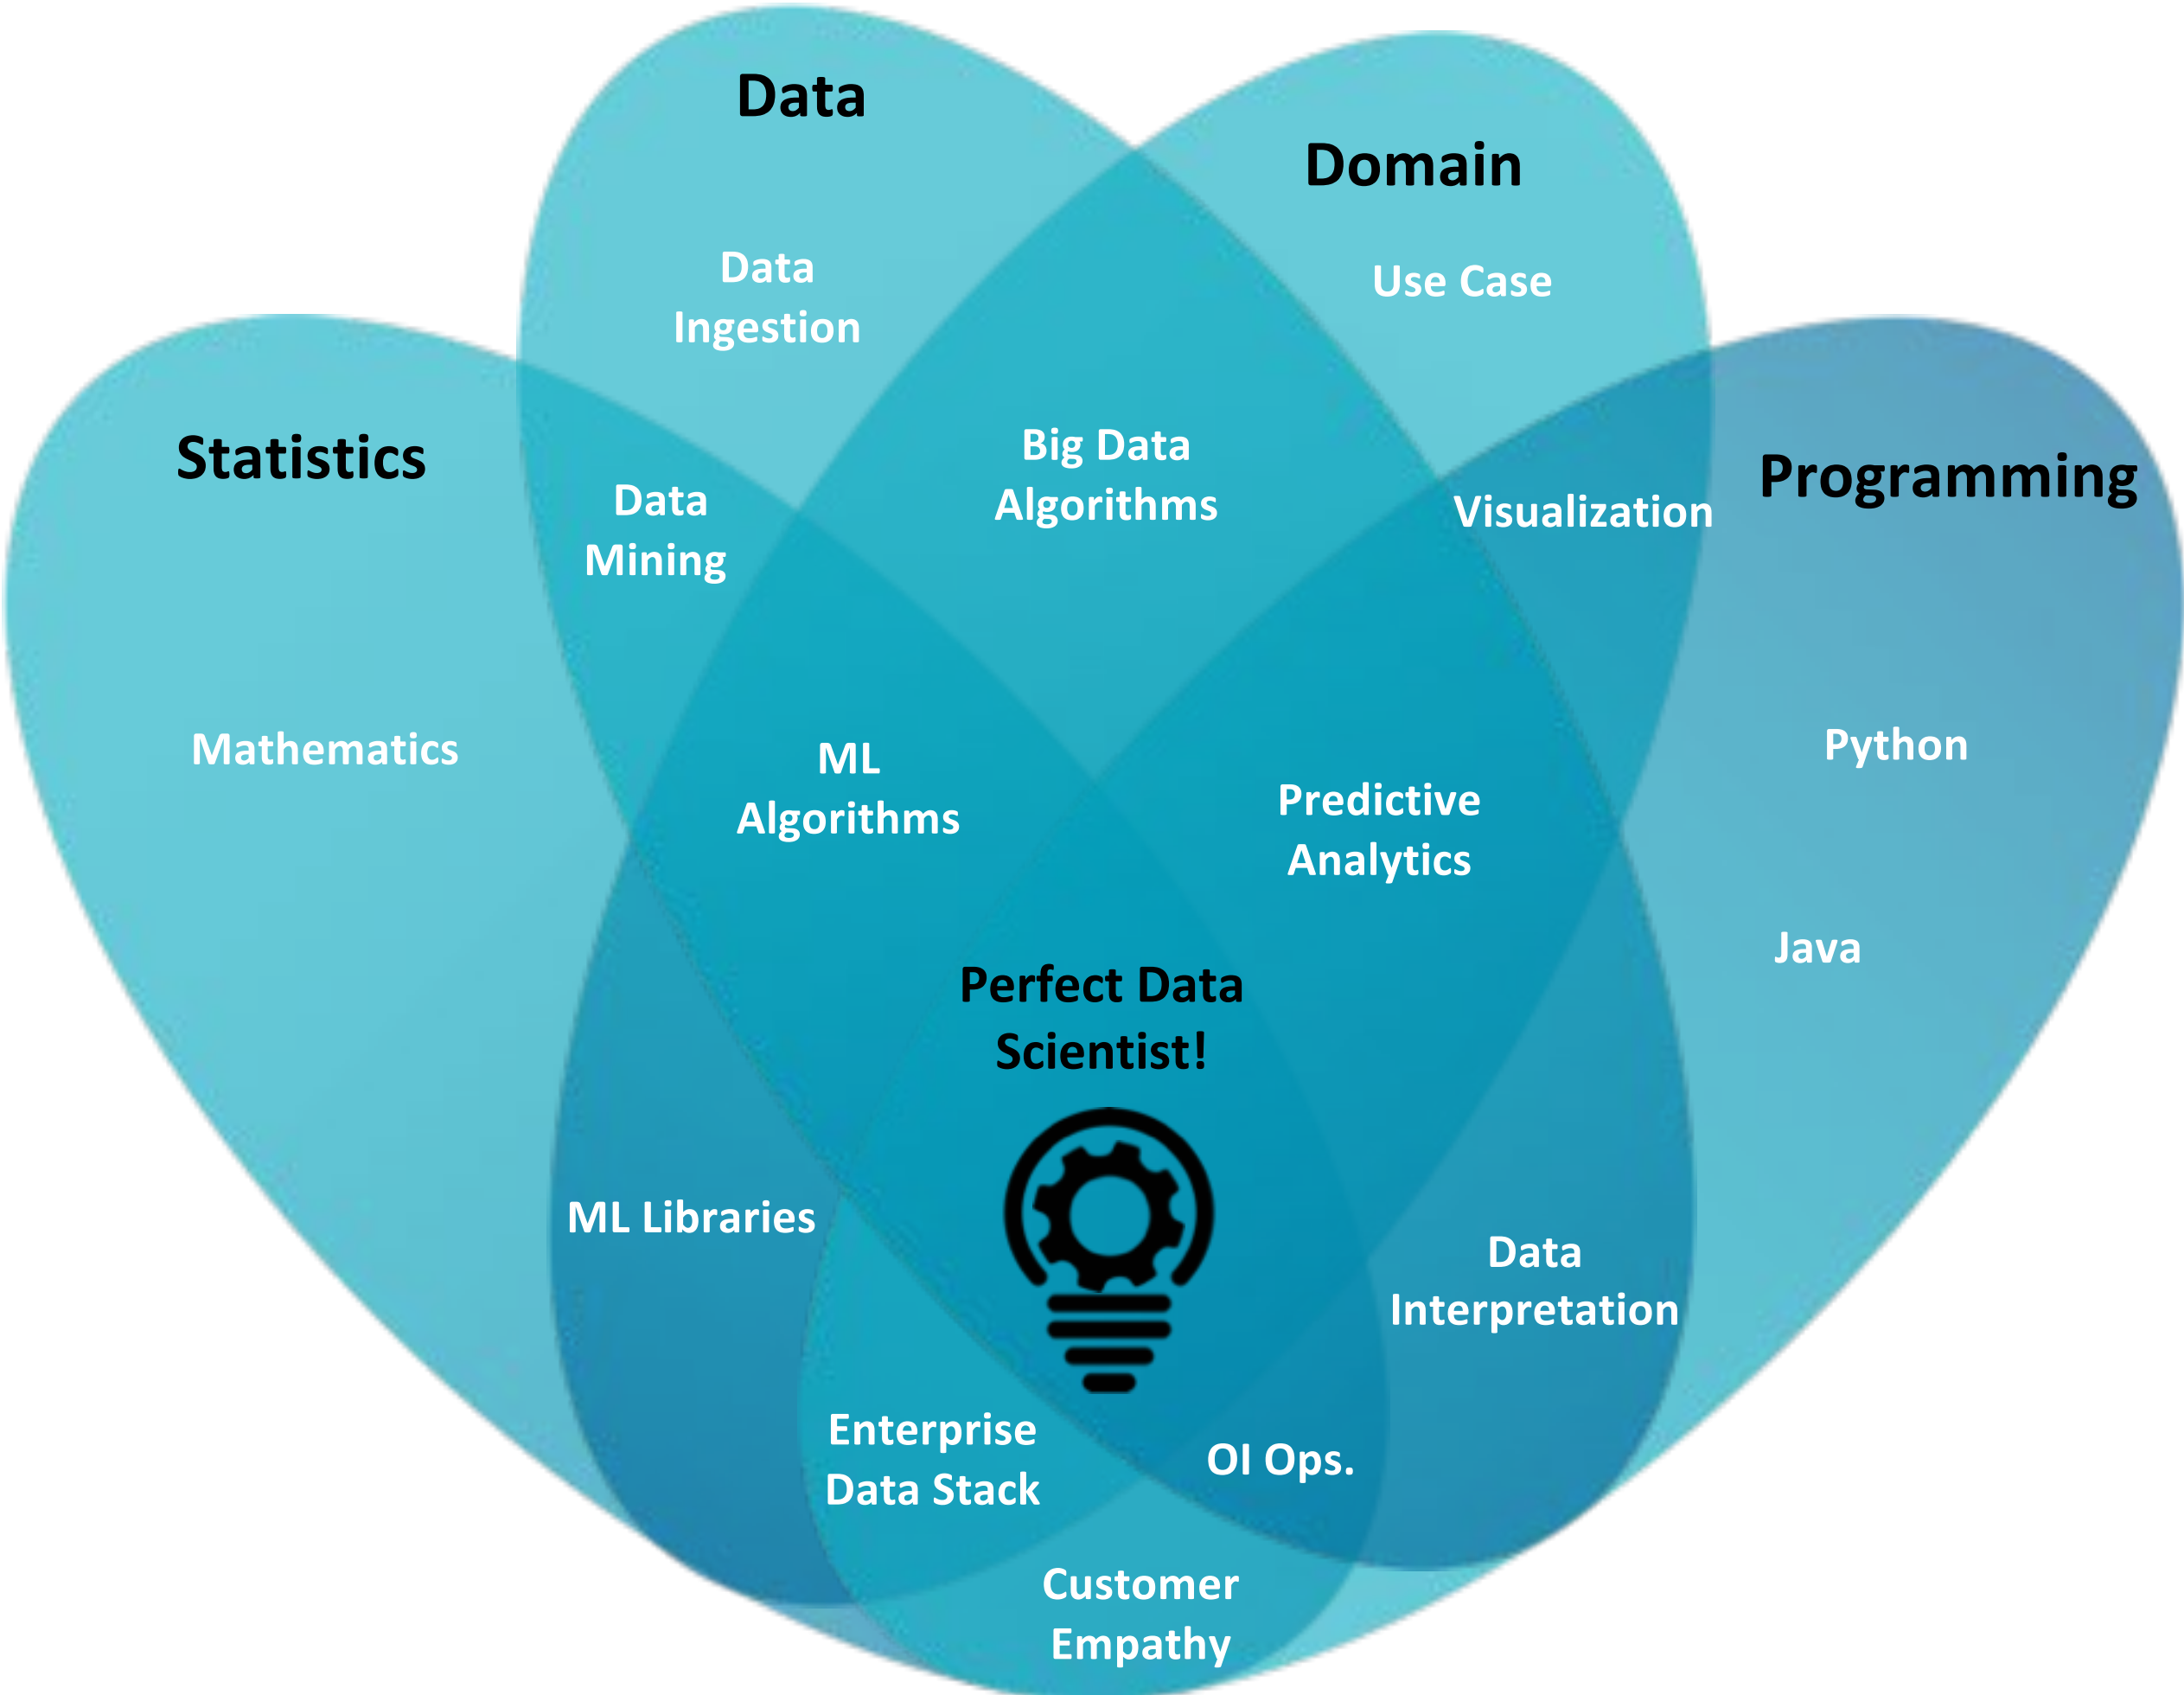 Data
Domain
Data
Ingestion
Use Case
Statistics
Big Data
Algorithms
Programming
Data
Mining
Visualization
Mathematics
ML
Algorithms
Predictive
Analytics
Python
Java
Perfect Data
Scientist!
ML Libraries
Data
Interpretation
Enterprise
Data Stack
OI Ops.
Customer
Empathy